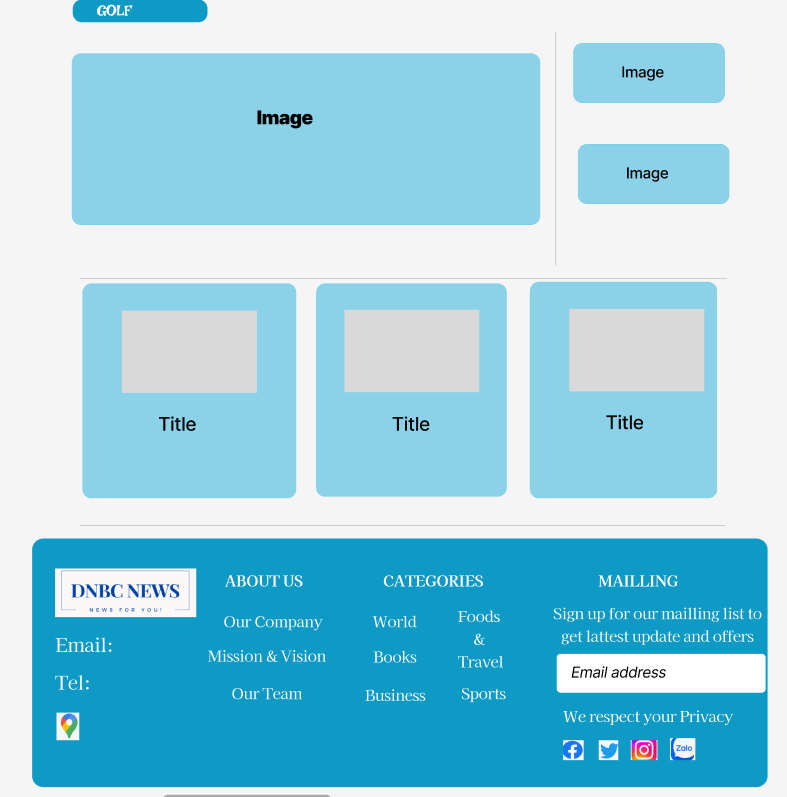 GOLF
Image
Image
Image
Title
Title
Title
DNBC NEWS
NEWS FOR YOU!
Email:
Tel:
ABOUT US
Our Company
Mission & Vision
Our Team
CATEGORIES
World
Books
Business
Foods
&
Travel
Sports
MAILLING
Sign up for our mailling list to
get lattest update and offers
Email address
We respect your Privacy
Zalo